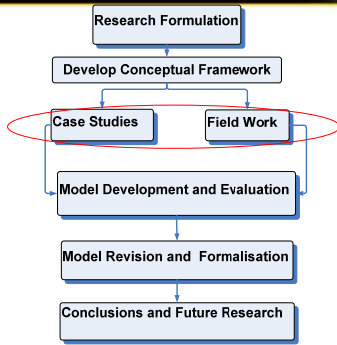 Research Formulation
Develop Conceptual Framework
Case Studies
Field Work
Model Development and Evaluation
Model Revision and Formalisation
Conclusions and Future Research